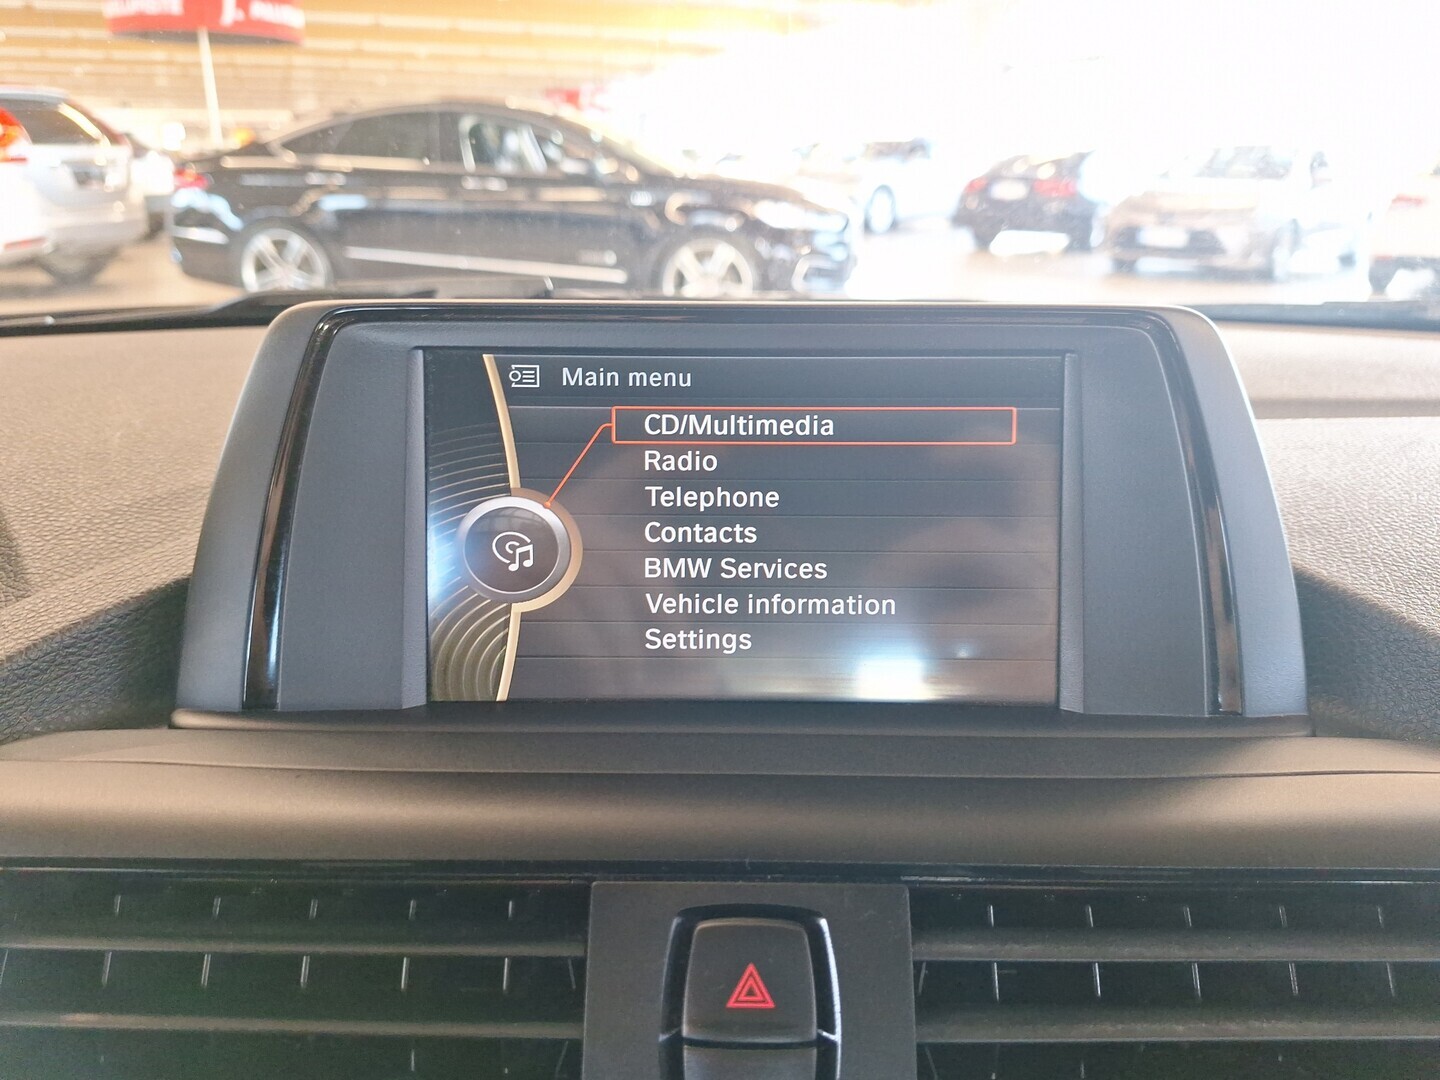 Main menu
CD/Multimedia
Radio
Telephone
Contacts
BMW Services
Vehicle information
Settings